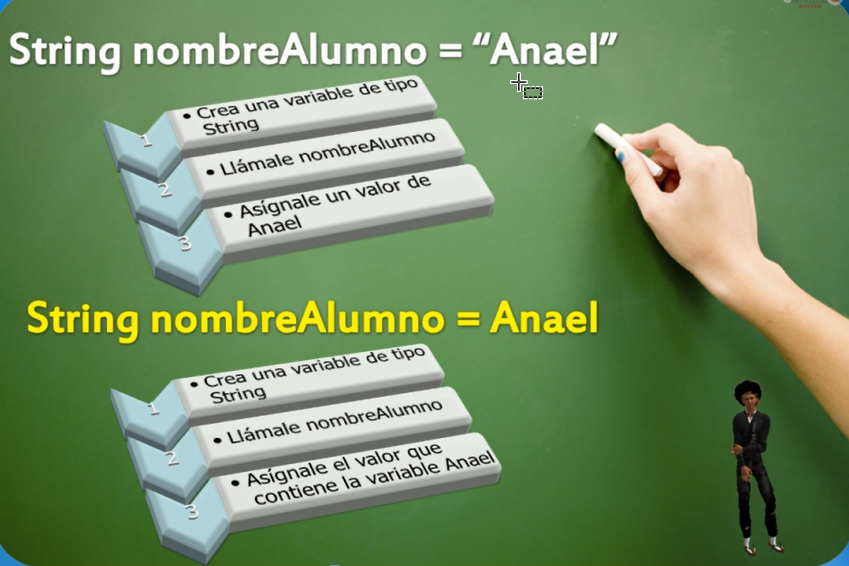 String nombreAlumno = “Anael”
1
• Crea una variable de tipo
String
2
• Llámale nombreAlumno
3
• Asígnale un valor de
Anael
String nombreAlumno = Anael
1
• Crea una variable de tipo
String
2
• Llámale nombreAlumno
3
• Asígnale el valor que
contiene la variable Anael